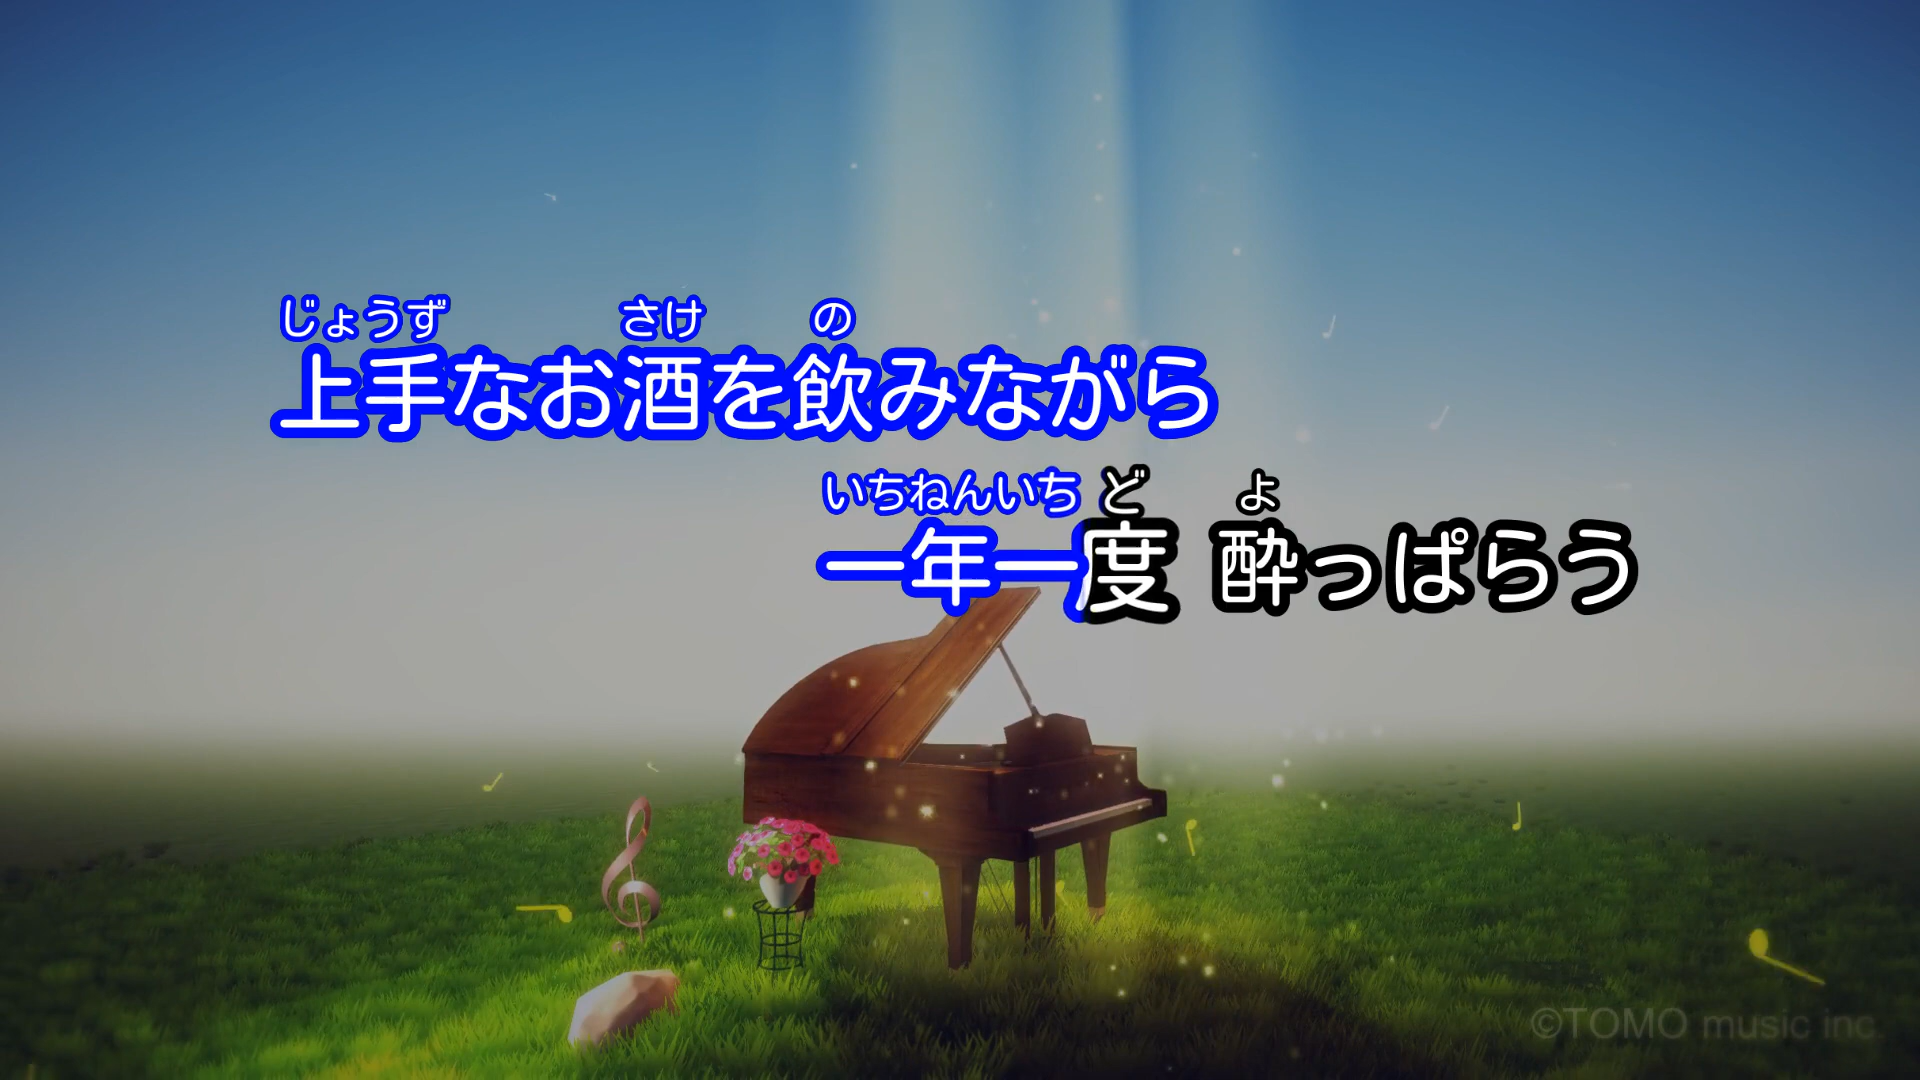 じょうず さけ の
上手なお酒を飲みながら
いちねんいち ど よ
一年一度 酔っぱらう
©TOMO music inc